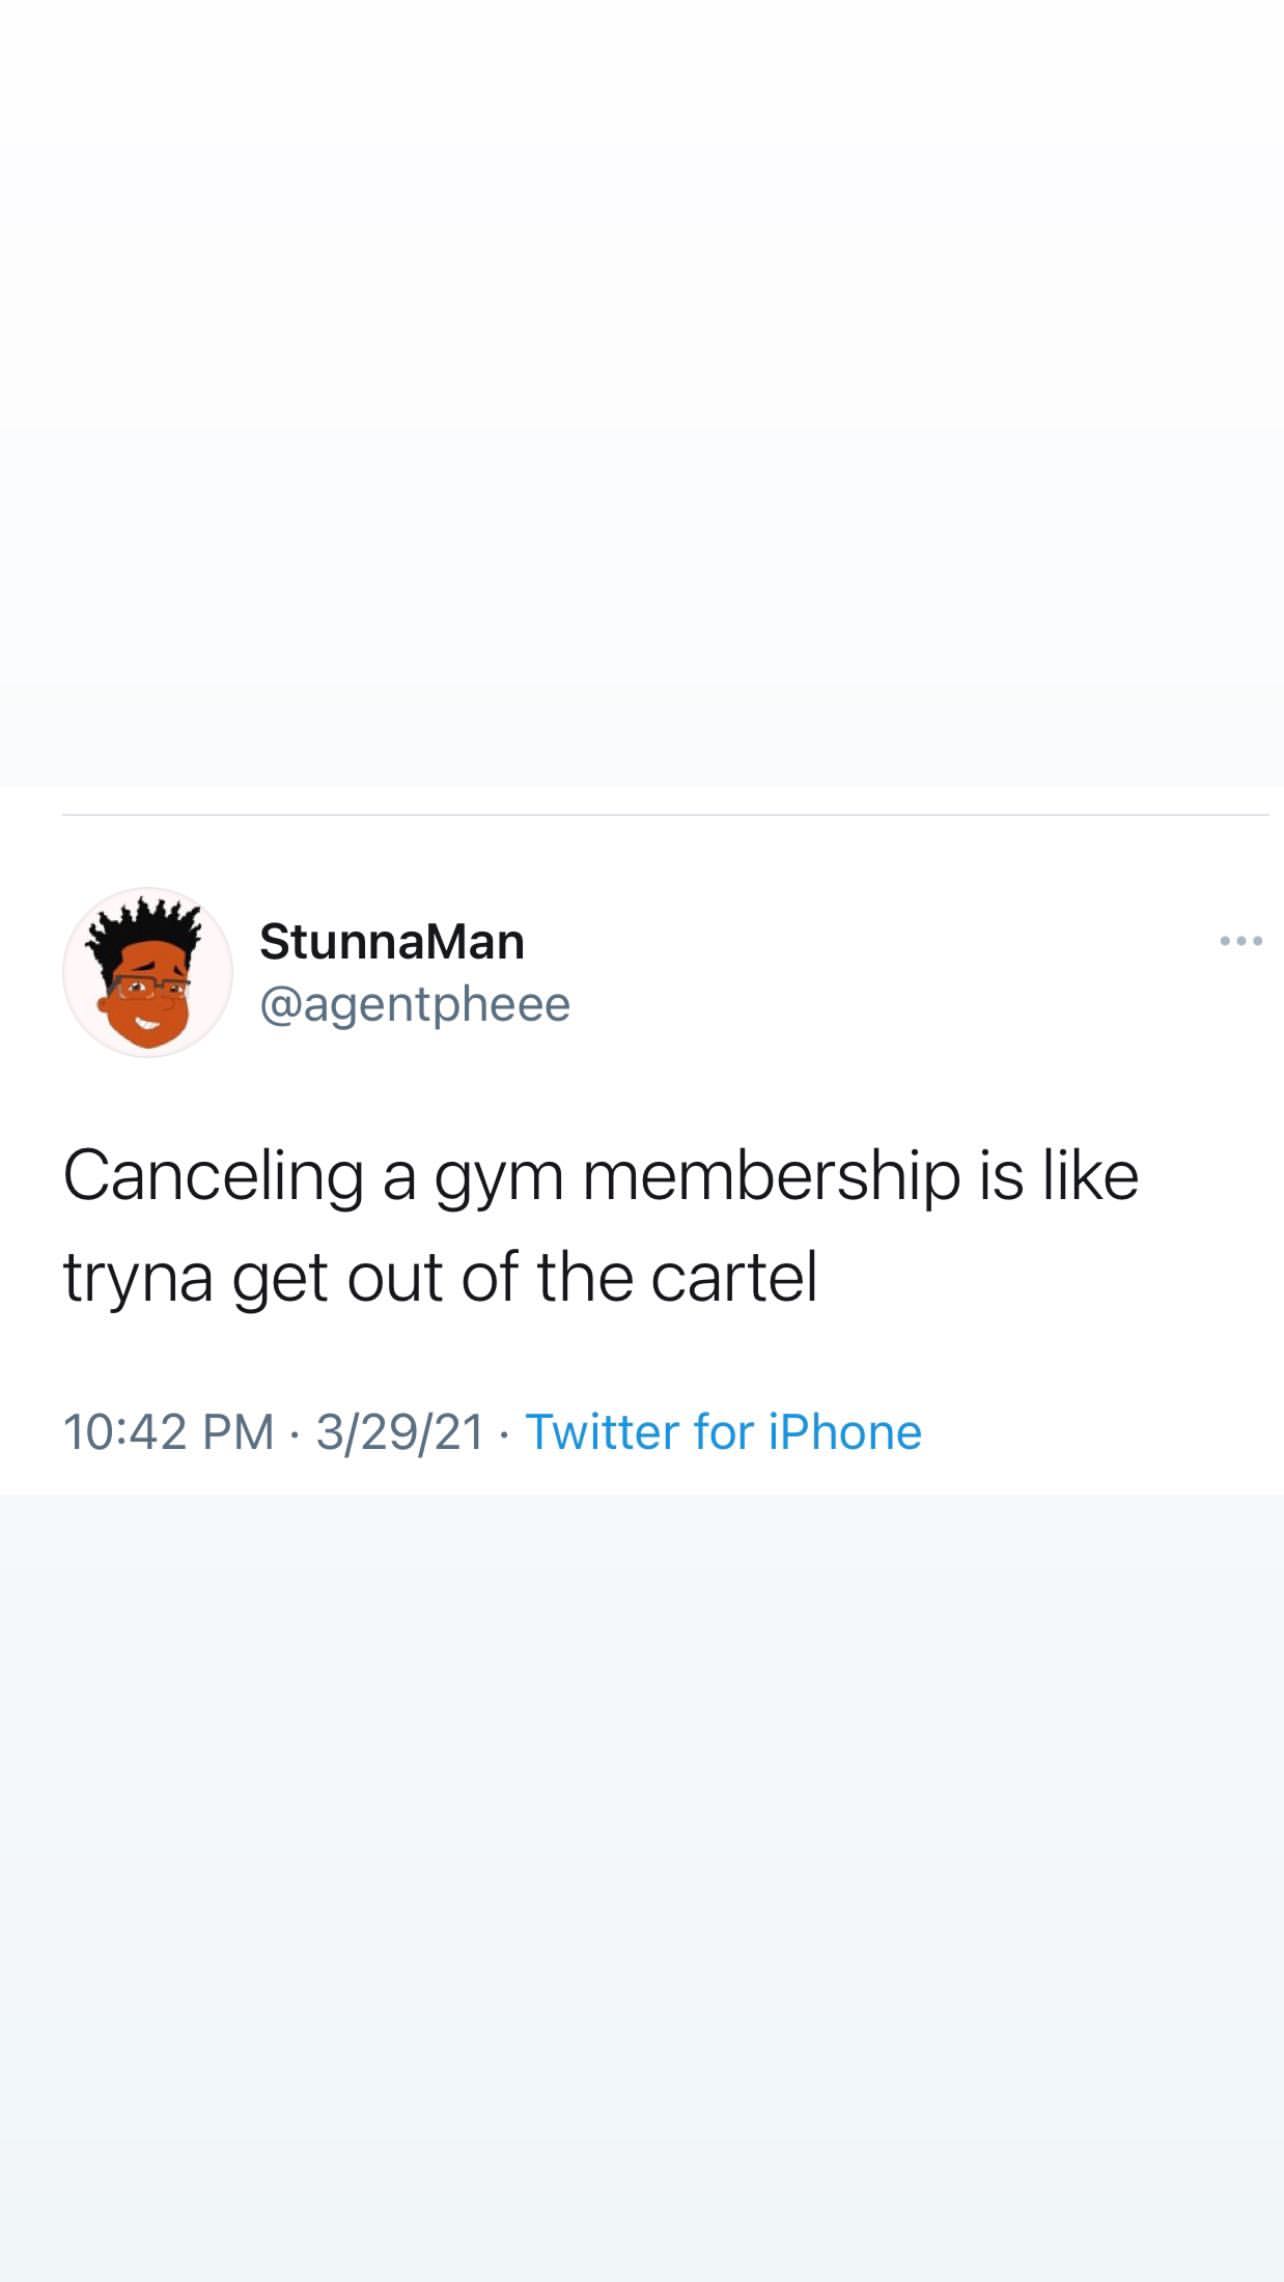 StunnaMan
@agentpheee
Canceling a gym membership is like
tryna get out of the cartel
10:42 PM · 3/29/21 · Twitter for iPhone